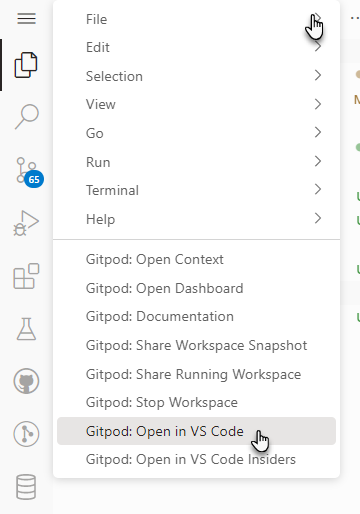 File
Edit
Selection
View
Go
Run
Terminal
Help
65
Gitpod: Open Context
Gitpod: Open Dashboard
Gitpod: Documentation
Gitpod: Share Workspace Snapshot
Gitpod: Share Running Workspace
Gitpod: Stop Workspace
Gitpod: Open in VS Code
Gitpod: Open in VS Code Insiders